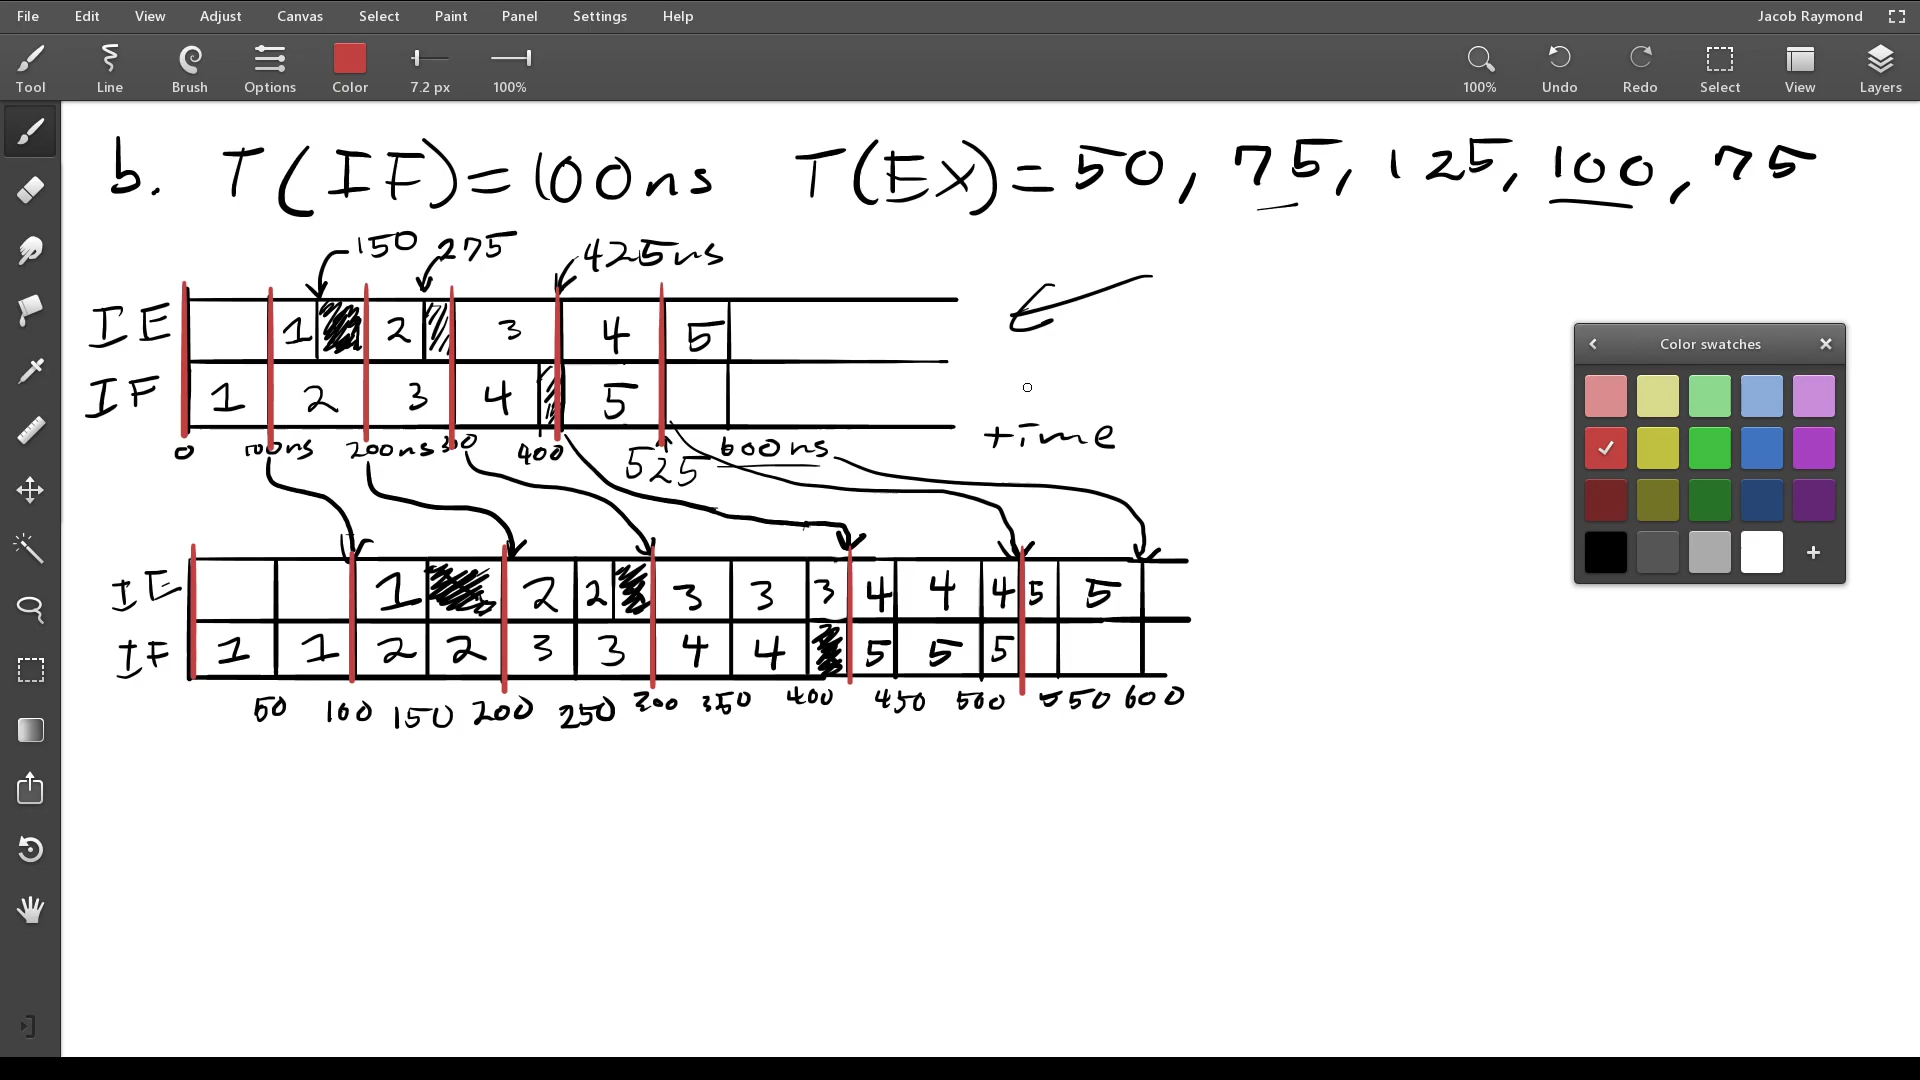 File Edit View Adjust Canvas Select Paint Panel Settings Help Jacob Raymond
Tool Line Brush Options Color 7.2 px 100% 100% Undo Redo Select View Layers
b. T(IF)=100ns T(EX)=50, 75, 125, 100, 75
150 275 425ns
IE 1 2 3 4 5
IF 1 2 3 4 5
0 100ns 200ns 300 400 525 600ns time
IE 1 2 2 3 3 3 4 4 4 5 5
IF 1 1 2 2 3 3 4 4 5 5 5
50 100 150 200 250 300 350 400 450 500 550 600
Color swatches